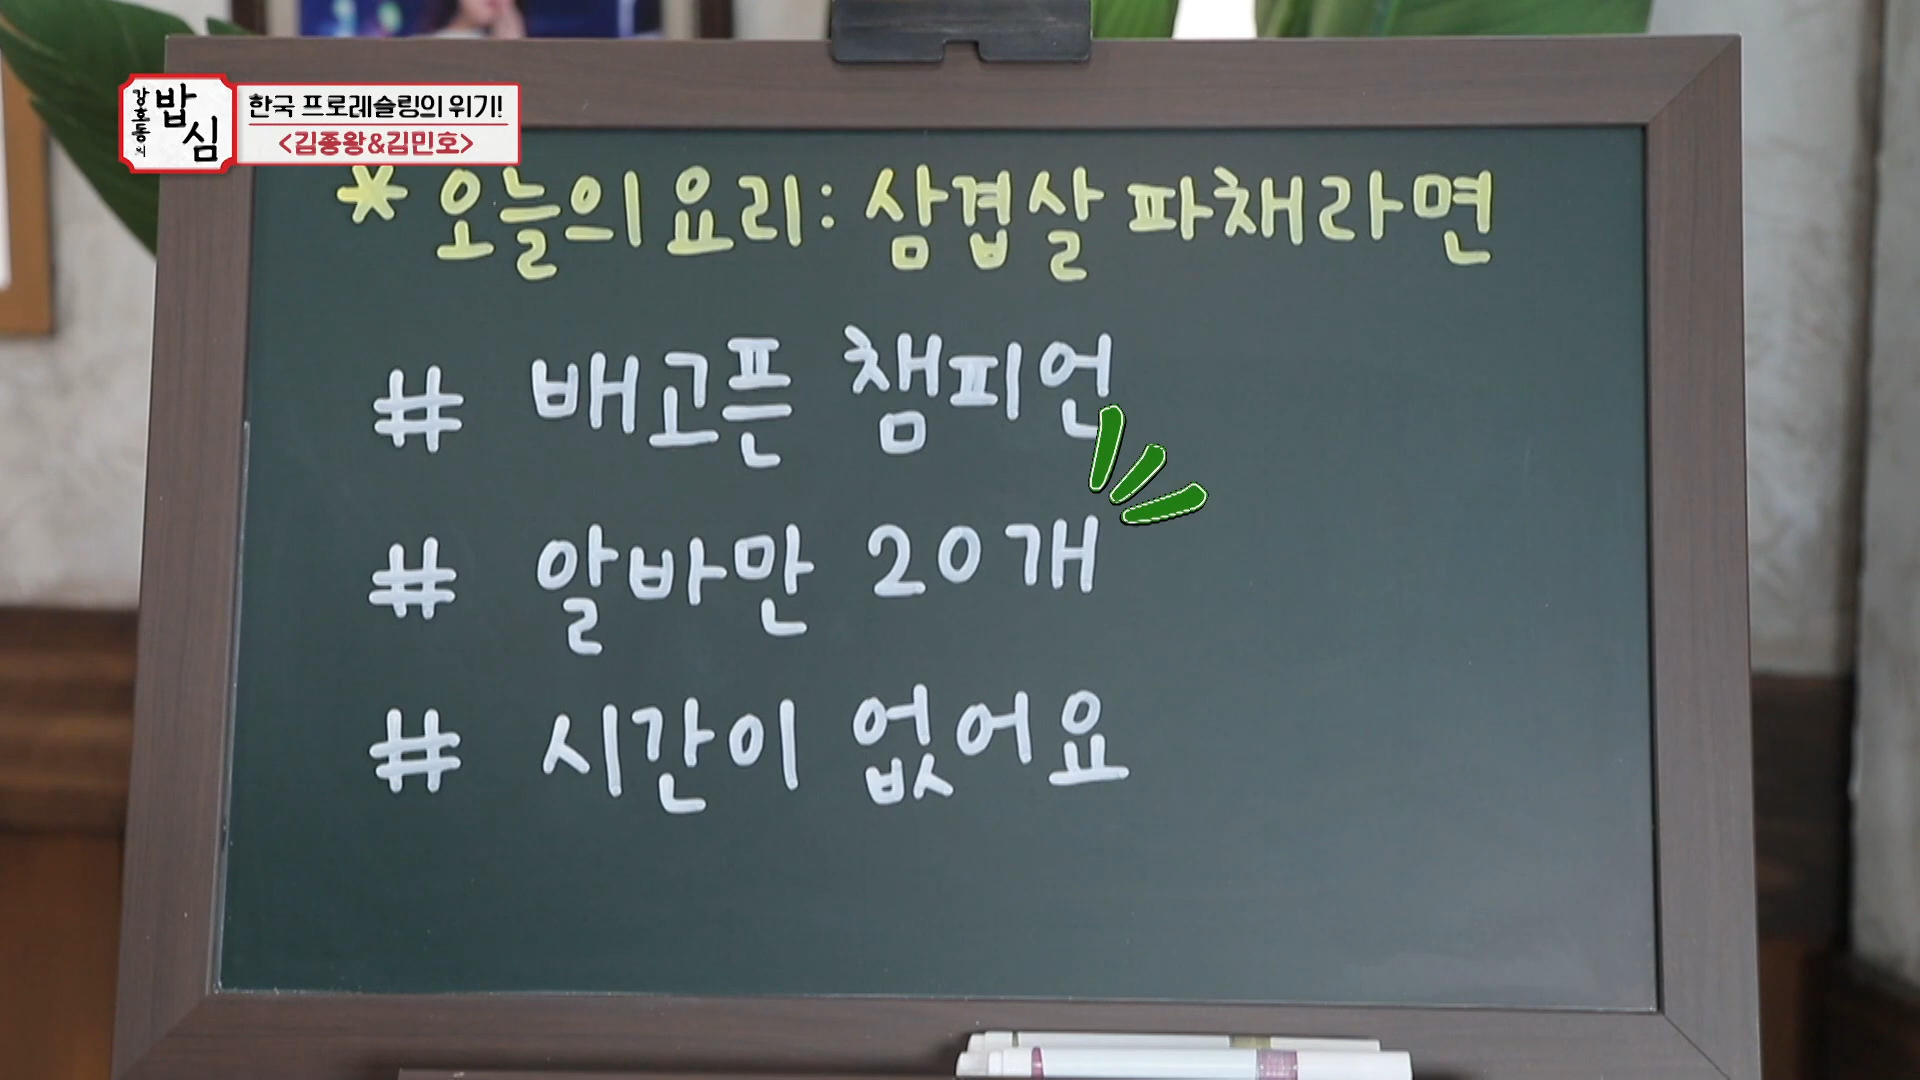 강호동의 밥심
한국 프로레슬링의 위기!
<김종왕&김민호>
* 오늘의 요리: 삼겹살 파채라면
# 배고픈 챔피언
# 알바만 20개
# 시간이 없어요